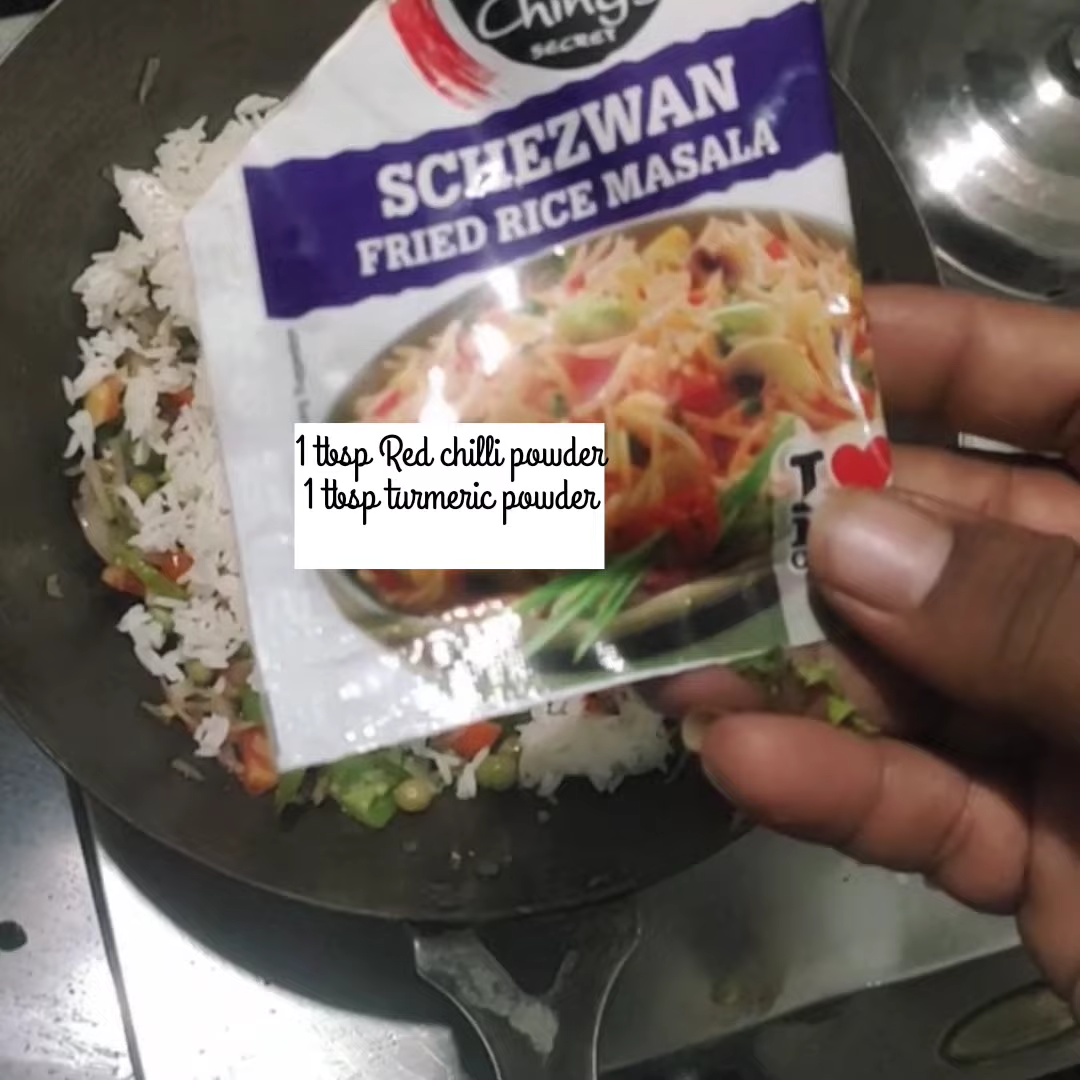 Ching's
SECRET
SCHEZWAN
FRIED RICE MASALA
1 tbsp Red chilli powder
1 tbsp turmeric powder